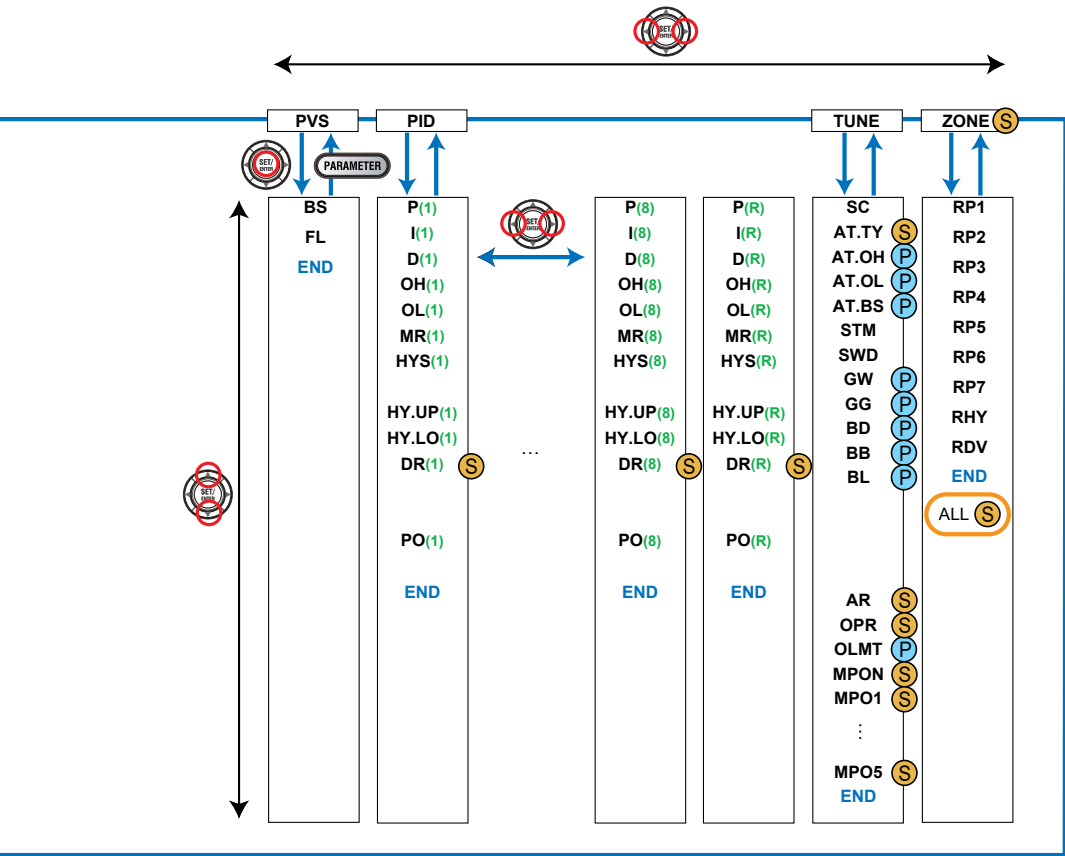 SET/
ENTER
PVS
PID
TUNE
ZONE S
SET/
ENTER
PARAMETER
BS
FL
END
P(1)
I(1)
D(1)
OH(1)
OL(1)
MR(1)
HYS(1)
HY.UP(1)
HY.LO(1)
DR(1) S
PO(1)
END
SET/
ENTER
...
P(8)
I(8)
D(8)
OH(8)
OL(8)
MR(8)
HYS(8)
HY.UP(8)
HY.LO(8)
DR(8) S
PO(8)
END
P(R)
I(R)
D(R)
OH(R)
OL(R)
MR(R)
HYS(R)
HY.UP(R)
HY.LO(R)
DR(R) S
PO(R)
END
SC
AT.TY S
AT.OH P
AT.OL P
AT.BS P
STM
SWD
GW P
GG P
BD P
BB P
BL P
AR S
OPR S
OLMT P
MPON S
MPO1 S
⋮
MPO5 S
END
RP1
RP2
RP3
RP4
RP5
RP6
RP7
RHY
RDV
END
ALL S
SET/
ENTER